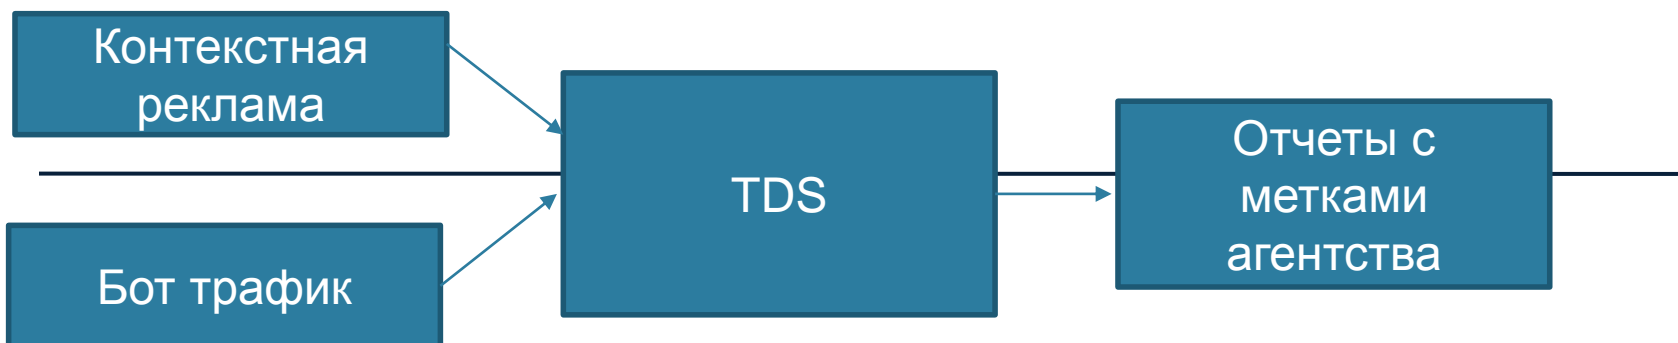 Контекстная
реклама
Бот трафик
TDS
Отчеты с
метками
агентства